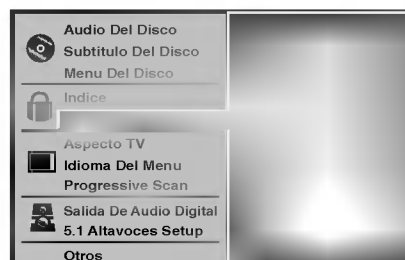 Audio Del Disco
Subtitulo Del Disco
Menu Del Disco
Indice
Aspecto TV
Idioma Del Menu
Progressive Scan
Salida De Audio Digital
5.1 Altavoces Setup
Otros